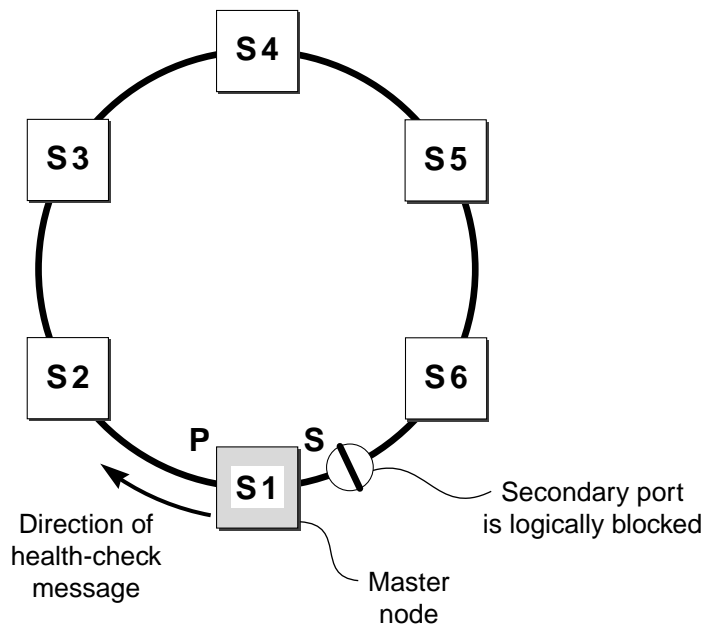 S4
S3
S5
S2
S6
P
S
S1
Secondary port
is logically blocked
Direction of
health-check
message
Master
node